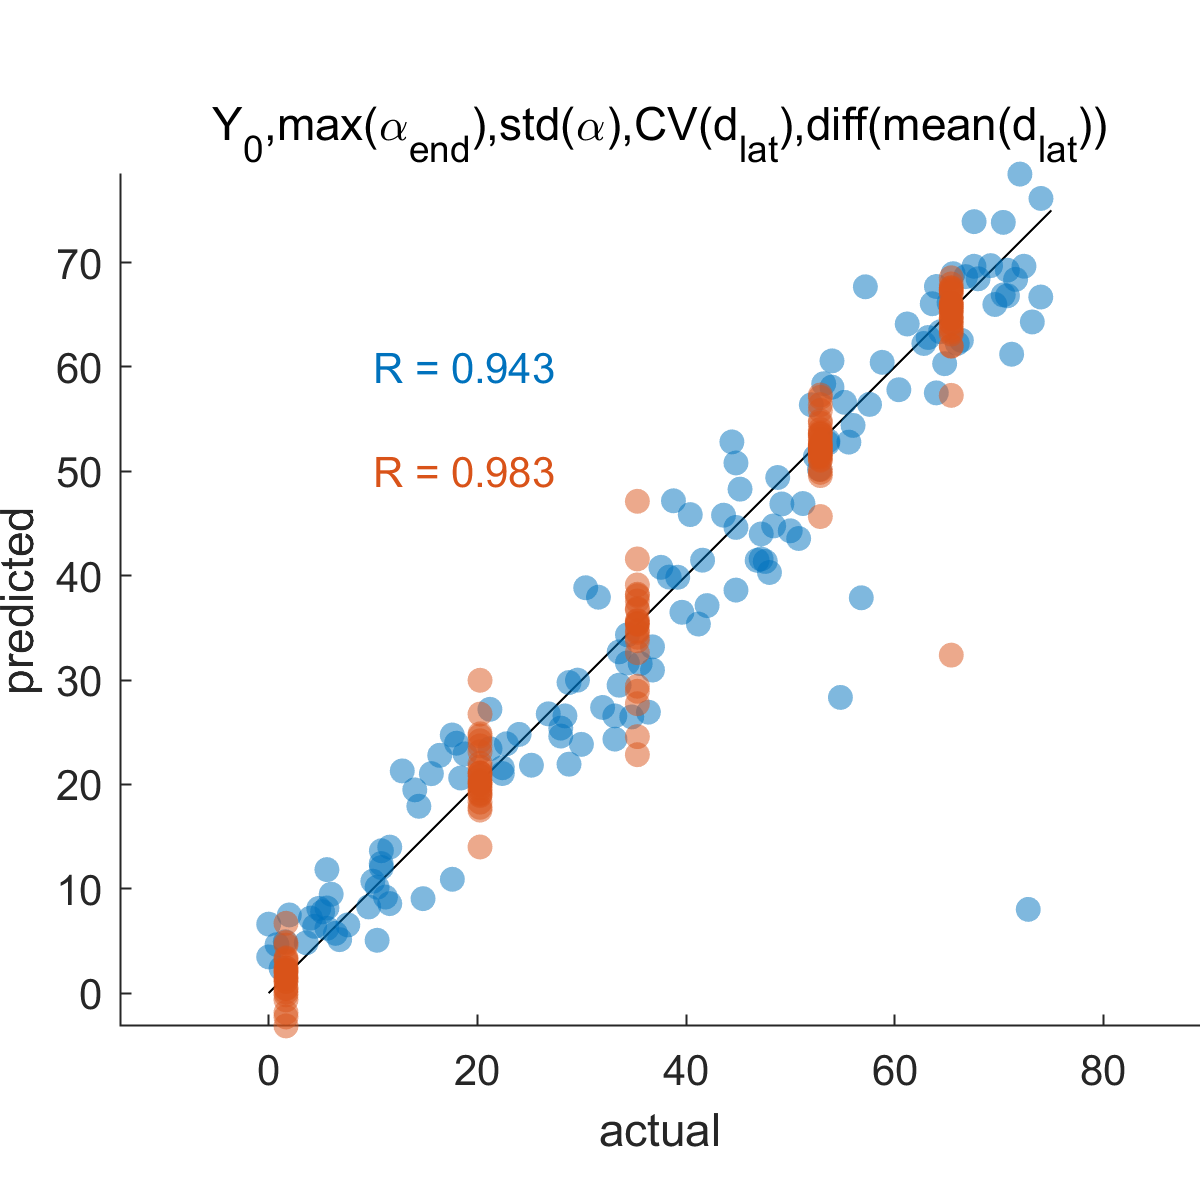 Y0,max(αend),std(α),CV(dlat),diff(mean(dlat))
70
60
50
40
30
20
10
0
R = 0.943
R = 0.983
predicted
0 20 40 60 80
actual